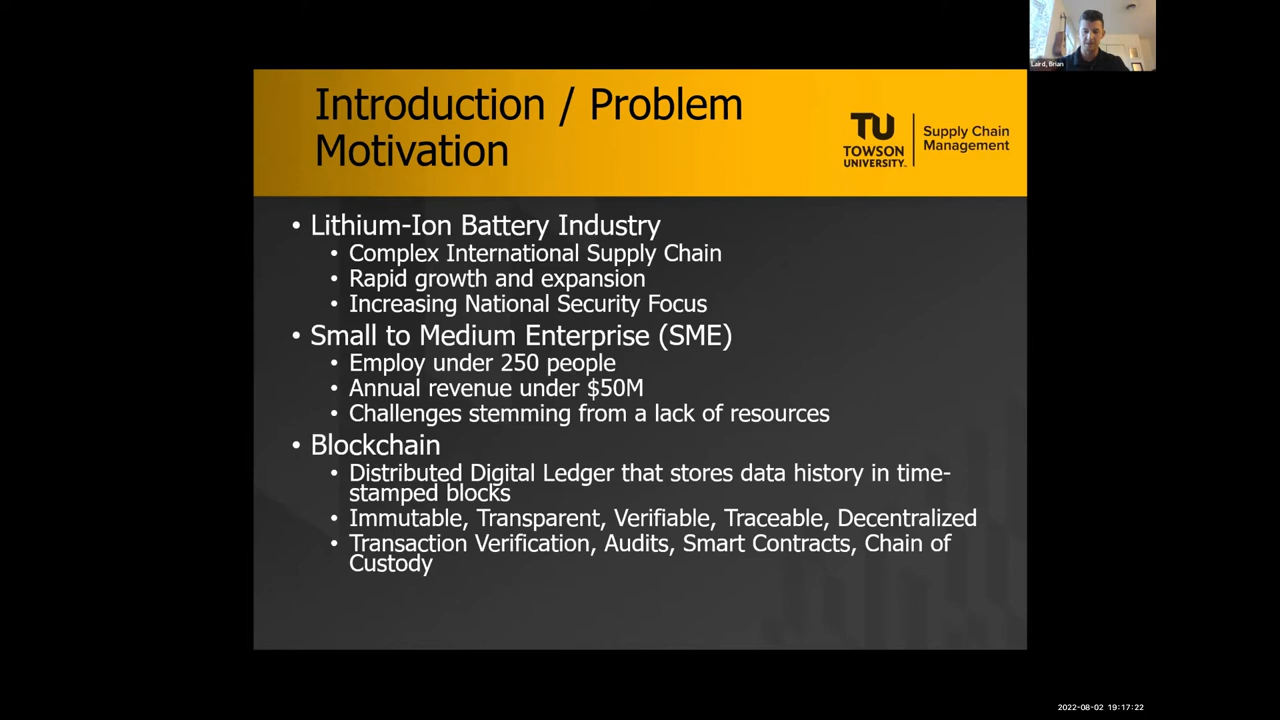 Laird, Brian
Introduction / Problem
Motivation
TU
TOWSON
UNIVERSITY.
Supply Chain
Management
• Lithium-Ion Battery Industry
• Complex International Supply Chain
• Rapid growth and expansion
• Increasing National Security Focus
• Small to Medium Enterprise (SME)
• Employ under 250 people
• Annual revenue under $50M
• Challenges stemming from a lack of resources
• Blockchain
• Distributed Digital Ledger that stores data history in time-
stamped blocks
• Immutable, Transparent, Verifiable, Traceable, Decentralized
• Transaction Verification, Audits, Smart Contracts, Chain of
Custody
2022-08-02 19:17:22